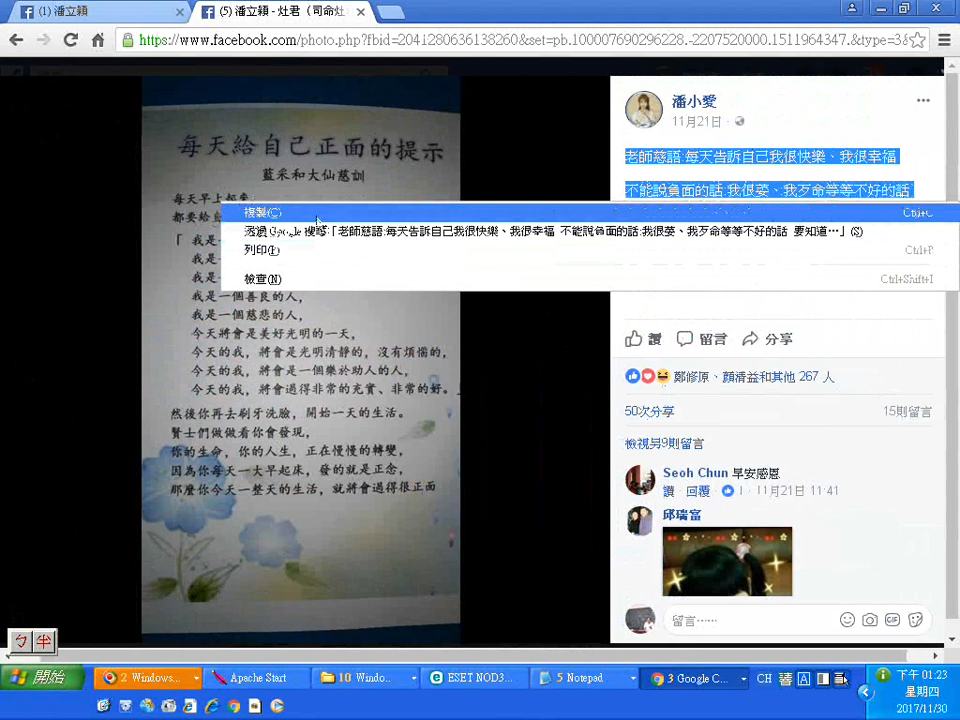 (1) 潘立穎
(5) 潘立穎 - 灶君（司命灶
https://www.facebook.com/photo.php?fbid=2041280636138260&set=pb.100007690296228.-2207520000.1511964347.&type=3&
每天給自己正面的提示
藍采和大仙慈訓
每天早上起來
都要給自
「我是
我是
我是
我是一個善良的人，
我是一個慈悲的人，
今天將會是美好光明的一天，
今天的我，將會是光明清靜的，沒有煩惱的，
今天的我，將會是一個樂於助人的人，
今天的我，將會過得非常的充實、非常的好。」
然後你再去刷牙洗臉，開始一天的生活。
賢士們做做看你會發現，
你的生命，你的人生，正在慢慢的轉變，
因為你每天一大早起床，發的就是正念，
那麼你今天一整天的生活，就將會過得很正面
潘小愛
11月21日 ·
老師慈語:每天告訴自己我很快樂、我很幸福
不能說負面的話:我很衰、我歹命等等不好的話
複製(C) Ctrl+C
透過 Google 搜尋:「老師慈語:每天告訴自己我很快樂、我很幸福 不能說負面的話:我很衰、我歹命等等不好的話 要知道…」(S)
列印(P) Ctrl+P
檢查(N) Ctrl+Shift+I
讚 留言 分享
鄭修原、顏清益和其他 267 人
50次分享 15則留言
檢視另9則留言
Seoh Chun 早安感恩
讚 · 回覆 · 1 · 11月21日 11:41
邱瑞富
留言……
GIF
ㄅ 半
開始
2 Windows...
Apache Start
10 Windo...
ESET NOD3...
5 Notepad
3 Google C...
CH
A
下午 01:23
星期四
2017/11/30